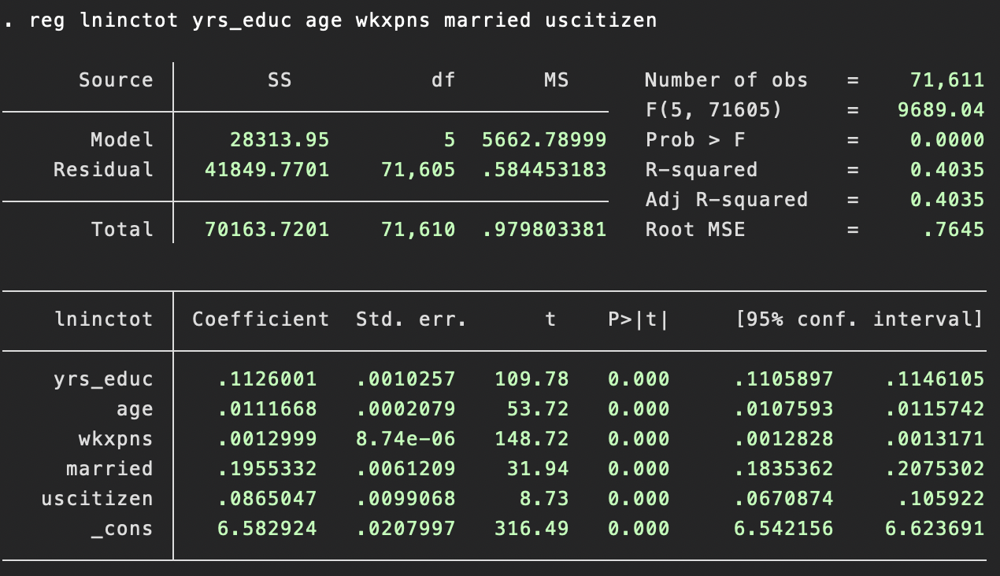 . reg lninctot yrs_educ age wkxpns married uscitizen
Source SS df MS Number of obs = 71,611
F(5, 71605) = 9689.04
Model 28313.95 5 5662.78999 Prob > F = 0.0000
Residual 41849.7701 71,605 .584453183 R-squared = 0.4035
Adj R-squared = 0.4035
Total 70163.7201 71,610 .979803381 Root MSE = .7645
lninctot Coefficient Std. err. t P>|t| [95% conf. interval]
yrs_educ .1126001 .0010257 109.78 0.000 .1105897 .1146105
age .0111668 .0002079 53.72 0.000 .0107593 .0115742
wkxpns .0012999 8.74e-06 148.72 0.000 .0012828 .0013171
married .1955332 .0061209 31.94 0.000 .1835362 .2075302
uscitizen .0865047 .0099068 8.73 0.000 .0670874 .105922
_cons 6.582924 .0207997 316.49 0.000 6.542156 6.623691